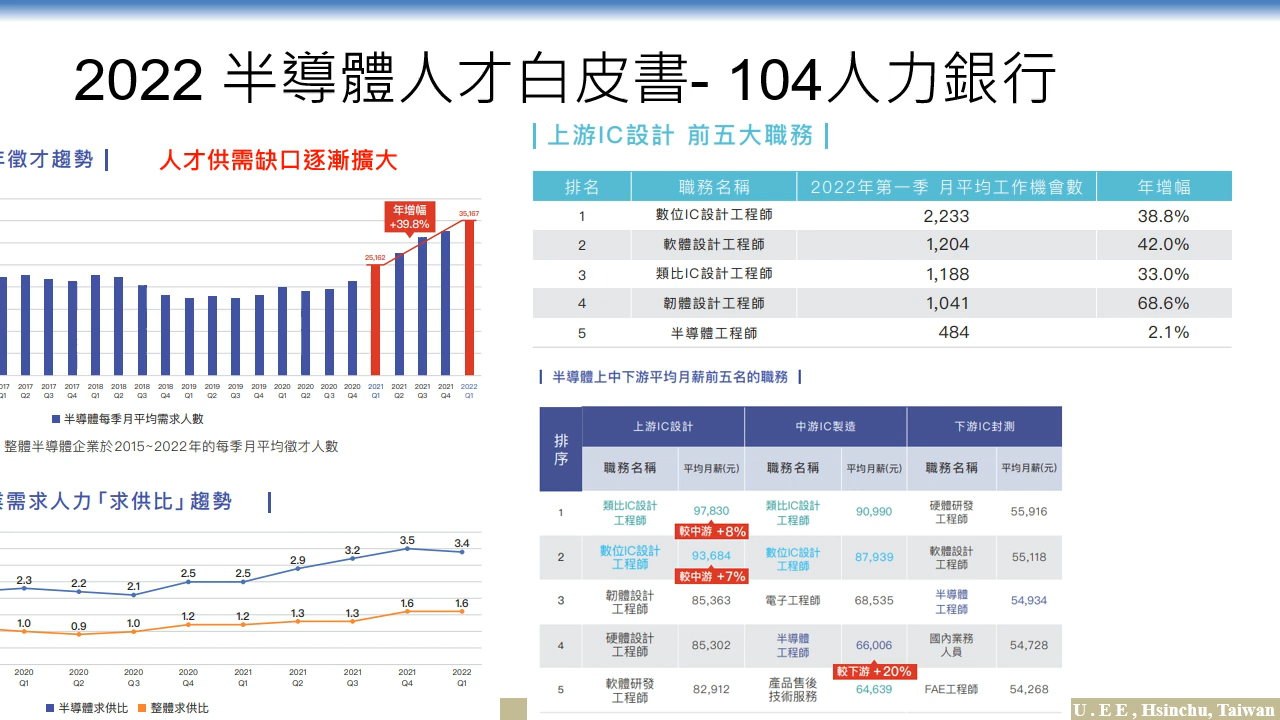 2022 半導體人才白皮書- 104人力銀行
年徵才趨勢
人才供需缺口逐漸擴大
年增幅
+39.8%
25,162
35,167
2017 2017 2017 2018 2018 2018 2018 2019 2019 2019 2019 2020 2020 2020 2020 2021 2021 2021 2021 2022
Q2 Q3 Q4 Q1 Q2 Q3 Q4 Q1 Q2 Q3 Q4 Q1 Q2 Q3 Q4 Q1 Q2 Q3 Q4 Q1
半導體每季月平均需求人數
整體半導體企業於2015~2022年的每季月平均徵才人數
需求人力「求供比」趨勢
2.3 2.2 2.1 2.5 2.5 2.9 3.2 3.5 3.4
1.0 0.9 1.0 1.2 1.2 1.3 1.3 1.6 1.6
2020 2020 2020 2020 2021 2021 2021 2021 2022
Q1 Q2 Q3 Q4 Q1 Q2 Q3 Q4 Q1
半導體求供比 整體求供比
上游IC設計 前五大職務
排名 職務名稱 2022年第一季 月平均工作機會數 年增幅
1 數位IC設計工程師 2,233 38.8%
2 軟體設計工程師 1,204 42.0%
3 類比IC設計工程師 1,188 33.0%
4 韌體設計工程師 1,041 68.6%
5 半導體工程師 484 2.1%
半導體上中下游平均月薪前五名的職務
排序 上游IC設計 中游IC製造 下游IC封測
職務名稱 平均月薪(元) 職務名稱 平均月薪(元) 職務名稱 平均月薪(元)
1 類比IC設計工程師 97,830 類比IC設計工程師 90,990 硬體研發工程師 55,916
較中游 +8%
2 數位IC設計工程師 93,684 數位IC設計工程師 87,939 軟體設計工程師 55,118
較中游 +7%
3 韌體設計工程師 85,363 電子工程師 68,535 半導體工程師 54,934
4 硬體設計工程師 85,302 半導體工程師 66,006 國內業務人員 54,728
較下游 +20%
5 軟體研發工程師 82,912 產品售後技術服務 64,639 FAE工程師 54,268
U . E E , Hsinchu, Taiwan